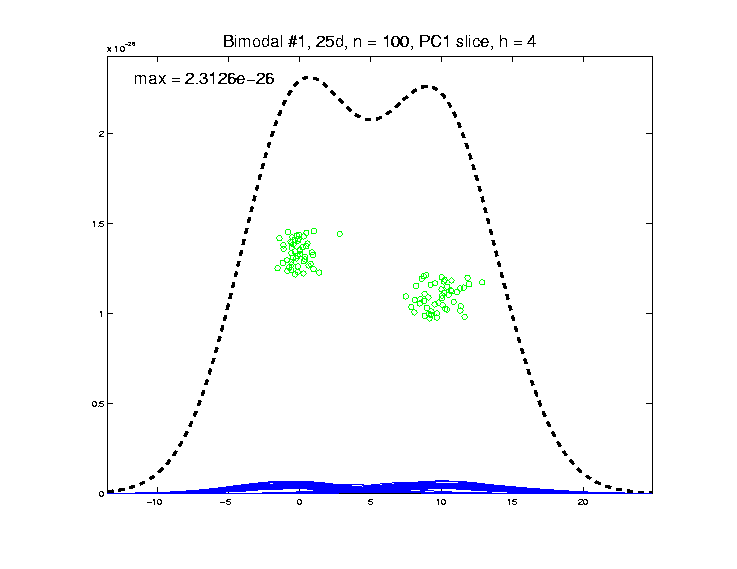 Bimodal #1, 25d, n = 100, PC1 slice, h = 4
x 10^-26
max = 2.3126e-26
2
1.5
1
0.5
0
-10 -5 0 5 10 15 20